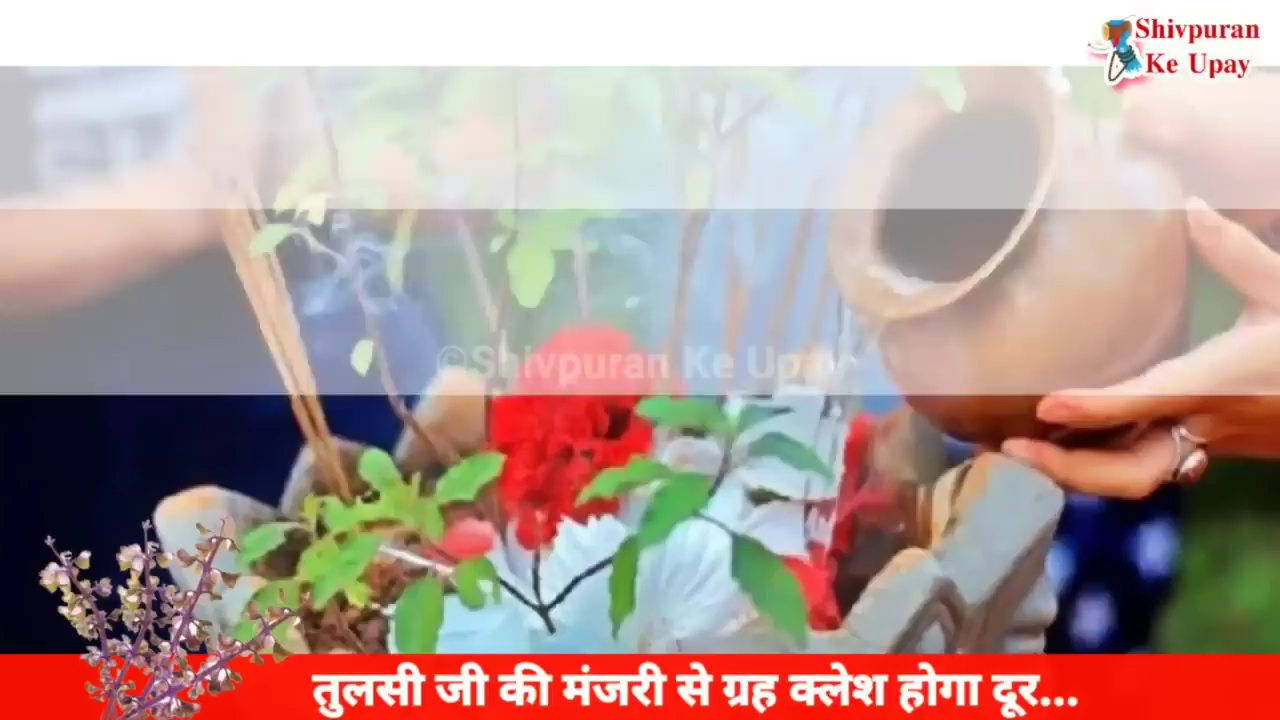 Shivpuran
Ke Upay
©Shivpuran Ke Upay
तुलसी जी की मंजरी से ग्रह क्लेश होगा दूर...